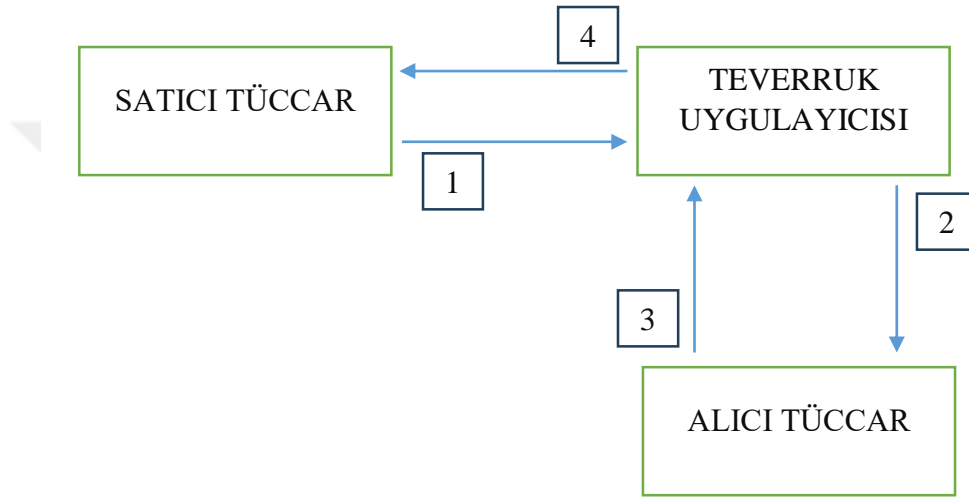 4
SATICI TÜCCAR
TEVERRUK
UYGULAYICISI
1
2
3
ALICI TÜCCAR